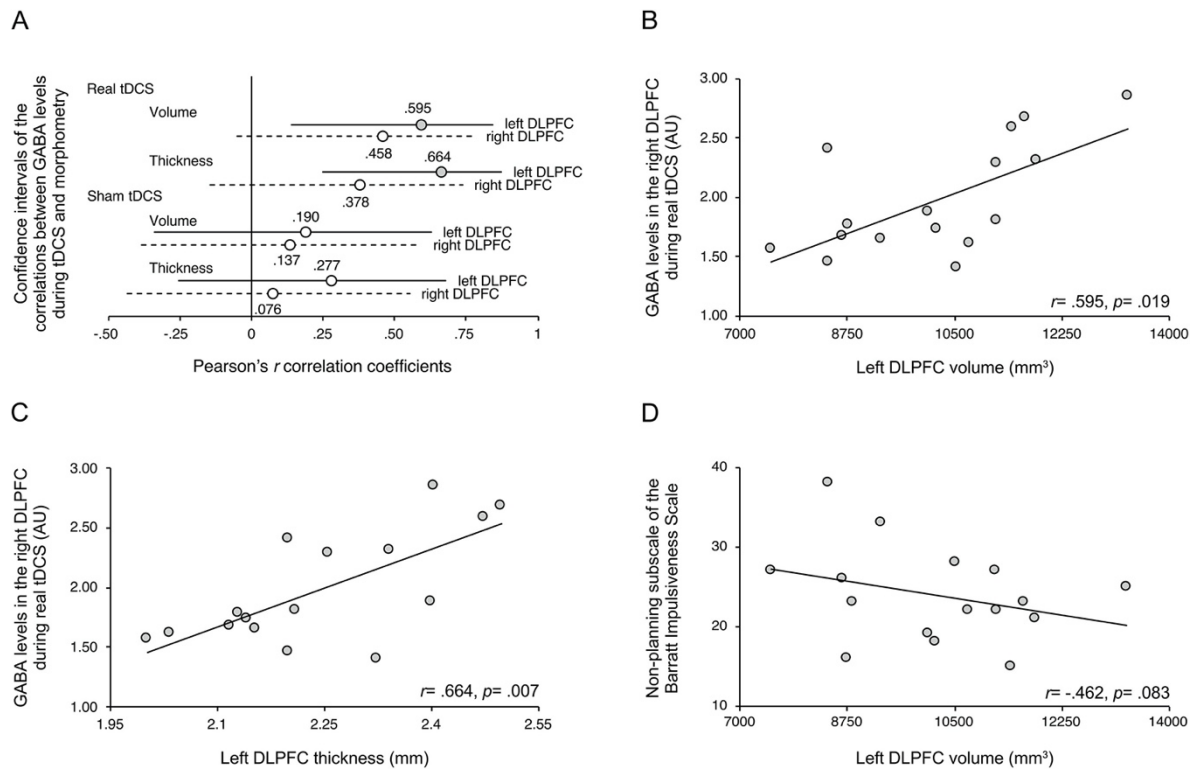 A
Confidence intervals of the
correlations between GABA levels
during tDCS and morphometry
Real tDCS
Volume
.595
left DLPFC
right DLPFC
.458
.664
Thickness
left DLPFC
right DLPFC
.378
Sham tDCS
Volume
.190
left DLPFC
right DLPFC
.137
.277
Thickness
left DLPFC
right DLPFC
.076
-.50 -.25 0 .25 .50 .75 1
Pearson's r correlation coefficients
B
GABA levels in the right DLPFC
during real tDCS (AU)
3.00
2.50
2.00
1.50
1.00
r= .595, p= .019
7000 8750 10500 12250 14000
Left DLPFC volume (mm³)
C
GABA levels in the right DLPFC
during real tDCS (AU)
3.00
2.50
2.00
1.50
1.00
r= .664, p= .007
1.95 2.1 2.25 2.4 2.55
Left DLPFC thickness (mm)
D
Non-planning subscale of the
Barratt Impulsiveness Scale
40
30
20
10
r= -.462, p= .083
7000 8750 10500 12250 14000
Left DLPFC volume (mm³)